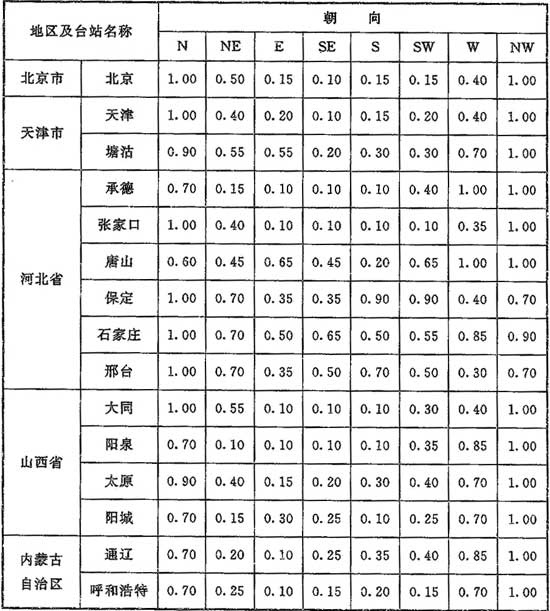 地区及台站名称 朝 向
N NE E SE S SW W NW
北京市 北京 1.00 0.50 0.15 0.10 0.15 0.15 0.40 1.00
天津市 天津 1.00 0.40 0.20 0.10 0.15 0.20 0.40 1.00
塘沽 0.90 0.55 0.55 0.20 0.30 0.30 0.70 1.00
河北省 承德 0.70 0.15 0.10 0.10 0.10 0.40 1.00 1.00
张家口 1.00 0.40 0.10 0.10 0.10 0.10 0.35 1.00
唐山 0.60 0.45 0.65 0.45 0.20 0.65 1.00 1.00
保定 1.00 0.70 0.35 0.35 0.90 0.90 0.40 0.70
石家庄 1.00 0.70 0.50 0.65 0.50 0.55 0.85 0.90
邢台 1.00 0.70 0.35 0.50 0.70 0.50 0.30 0.70
山西省 大同 1.00 0.55 0.10 0.10 0.10 0.30 0.40 1.00
阳泉 0.70 0.10 0.10 0.10 0.10 0.35 0.85 1.00
太原 0.90 0.40 0.15 0.20 0.30 0.40 0.70 1.00
阳城 0.70 0.15 0.30 0.25 0.10 0.25 0.70 1.00
内蒙古自治区 通辽 0.70 0.20 0.10 0.25 0.35 0.40 0.85 1.00
呼和浩特 0.70 0.25 0.10 0.15 0.20 0.15 0.70 1.00